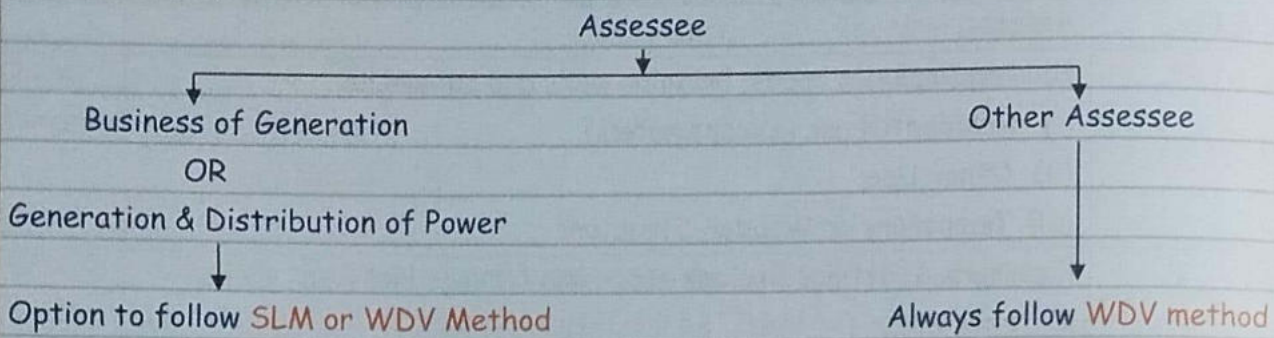 Assessee
Business of Generation
OR
Generation & Distribution of Power
Option to follow SLM or WDV Method
Other Assessee
Always follow WDV method